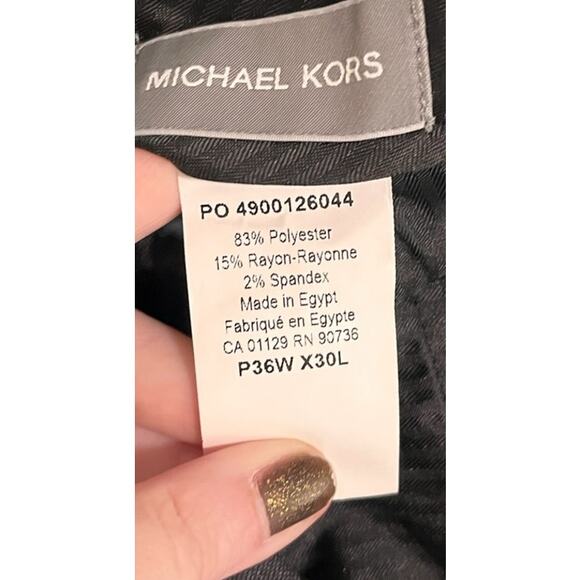 MICHAEL KORS
PO 4900126044
83% Polyester
15% Rayon-Rayonne
2% Spandex
Made in Egypt
Fabriqué en Egypte
CA 01129 RN 90736
P36W X30L